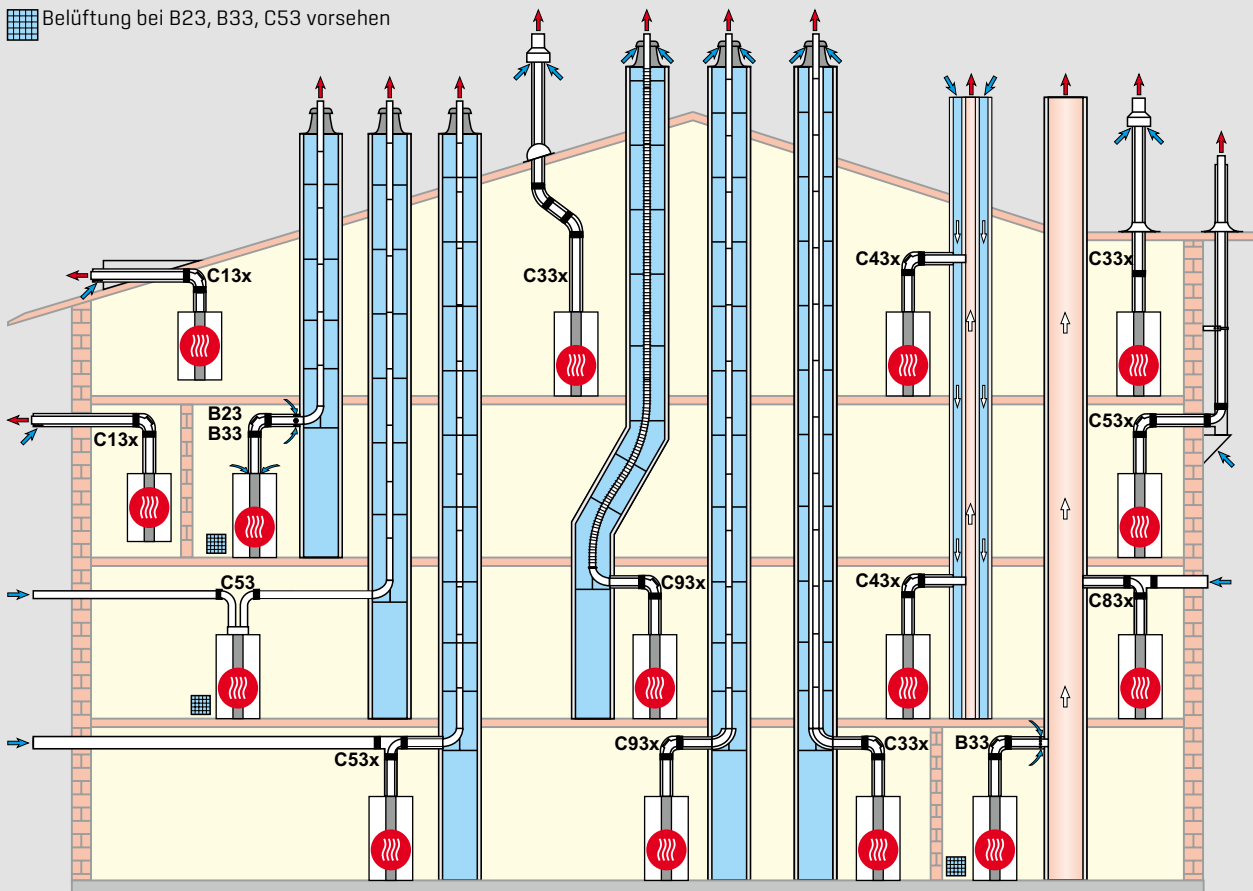 Belüftung bei B23, B33, C53 vorsehen
C13x
C33x
C43x
C33x
C13x
B23
B33
C53x
C53
C93x
C43x
C83x
C53x
C93x
C33x
B33